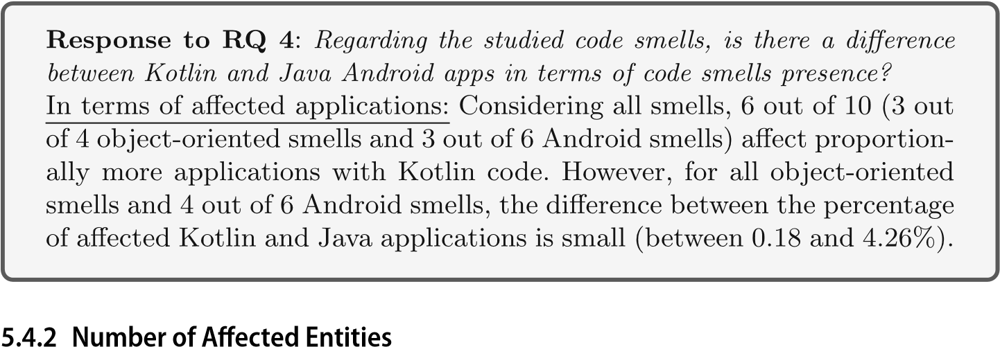 Response to RQ 4: Regarding the studied code smells, is there a difference
between Kotlin and Java Android apps in terms of code smells presence?
In terms of affected applications: Considering all smells, 6 out of 10 (3 out
of 4 object-oriented smells and 3 out of 6 Android smells) affect proportion-
ally more applications with Kotlin code. However, for all object-oriented
smells and 4 out of 6 Android smells, the difference between the percentage
of affected Kotlin and Java applications is small (between 0.18 and 4.26%).
5.4.2 Number of Affected Entities